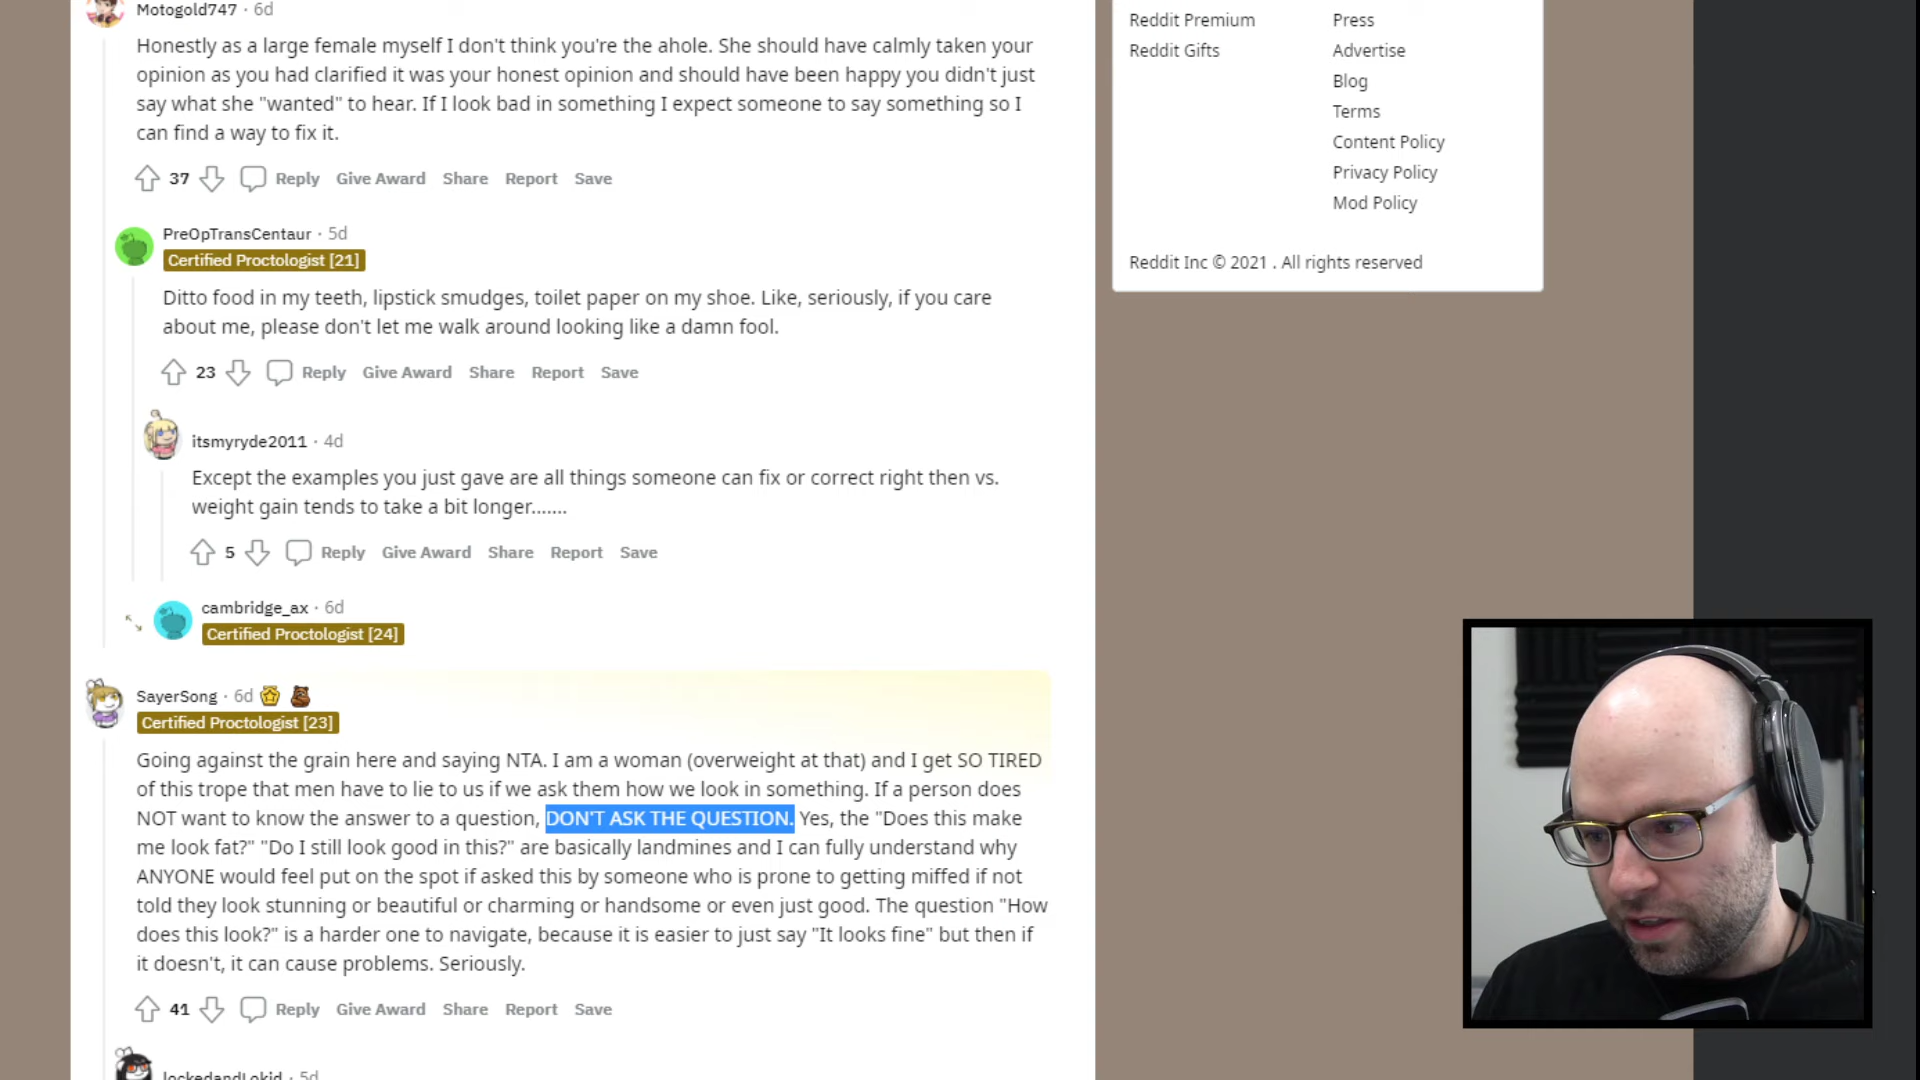 Motogold747 · 6d
Honestly as a large female myself I don't think you're the ahole. She should have calmly taken your
opinion as you had clarified it was your honest opinion and should have been happy you didn't just
say what she "wanted" to hear. If I look bad in something I expect someone to say something so I
can find a way to fix it.
37 Reply Give Award Share Report Save
PreOpTransCentaur · 5d
Certified Proctologist [21]
Ditto food in my teeth, lipstick smudges, toilet paper on my shoe. Like, seriously, if you care
about me, please don't let me walk around looking like a damn fool.
23 Reply Give Award Share Report Save
itsmyryde2011 · 4d
Except the examples you just gave are all things someone can fix or correct right then vs.
weight gain tends to take a bit longer.......
5 Reply Give Award Share Report Save
cambridge_ax · 6d
Certified Proctologist [24]
SayerSong · 6d
Certified Proctologist [23]
Going against the grain here and saying NTA. I am a woman (overweight at that) and I get SO TIRED
of this trope that men have to lie to us if we ask them how we look in something. If a person does
NOT want to know the answer to a question, DON'T ASK THE QUESTION. Yes, the "Does this make
me look fat?" "Do I still look good in this?" are basically landmines and I can fully understand why
ANYONE would feel put on the spot if asked this by someone who is prone to getting miffed if not
told they look stunning or beautiful or charming or handsome or even just good. The question "How
does this look?" is a harder one to navigate, because it is easier to just say "It looks fine" but then if
it doesn't, it can cause problems. Seriously.
41 Reply Give Award Share Report Save
lockedandLokid · 5d
Reddit Premium
Reddit Gifts
Press
Advertise
Blog
Terms
Content Policy
Privacy Policy
Mod Policy
Reddit Inc © 2021 . All rights reserved